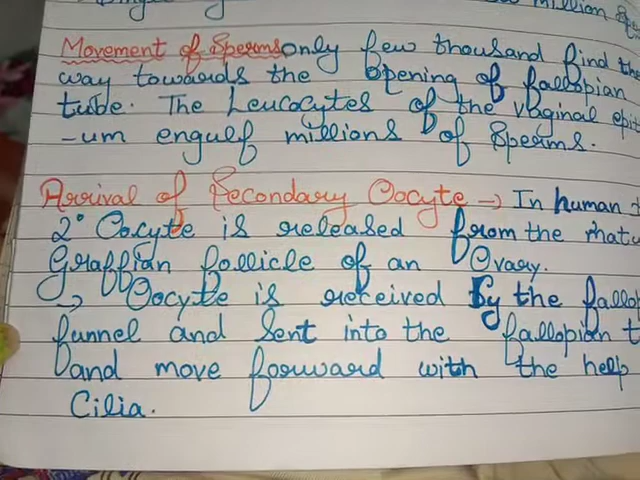 million
Movement of Sperms only few thousand find the
way towards the opening of fallopian
tube. The Leucocytes of the vaginal epit
-um engulf millions of sperms.
Arrival of Secondary Oocyte → In human
2° Oocyte is released from the matu
Graffian follicle of an Ovary.
→ Oocyte is received by the fallop
funnel and sent into the fallopian t
and move forward with the help
Cilia.